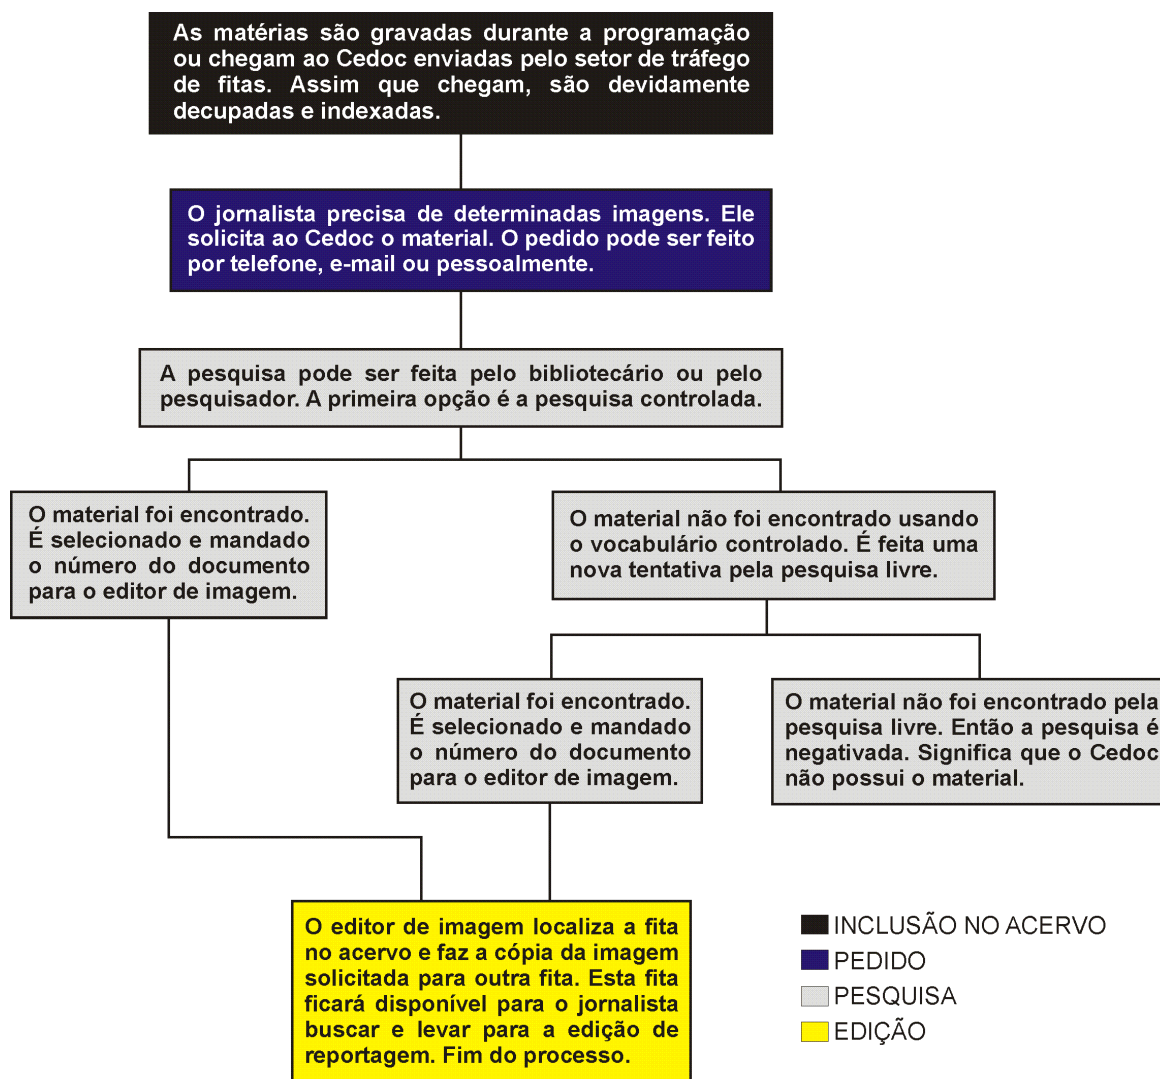 As matérias são gravadas durante a programação
ou chegam ao Cedoc enviadas pelo setor de tráfego
de fitas. Assim que chegam, são devidamente
decupadas e indexadas.
O jornalista precisa de determinadas imagens. Ele
solicita ao Cedoc o material. O pedido pode ser feito
por telefone, e-mail ou pessoalmente.
A pesquisa pode ser feita pelo bibliotecário ou pelo
pesquisador. A primeira opção é a pesquisa controlada.
O material foi encontrado.
É selecionado e mandado
o número do documento
para o editor de imagem.
O material não foi encontrado usando
o vocabulário controlado. É feita uma
nova tentativa pela pesquisa livre.
O material foi encontrado.
É selecionado e mandado
o número do documento
para o editor de imagem.
O material não foi encontrado pela
pesquisa livre. Então a pesquisa é
negativada. Significa que o Cedoc
não possui o material.
O editor de imagem localiza a fita
no acervo e faz a cópia da imagem
solicitada para outra fita. Esta fita
ficará disponível para o jornalista
buscar e levar para a edição de
reportagem. Fim do processo.
INCLUSÃO NO ACERVO
PEDIDO
PESQUISA
EDIÇÃO